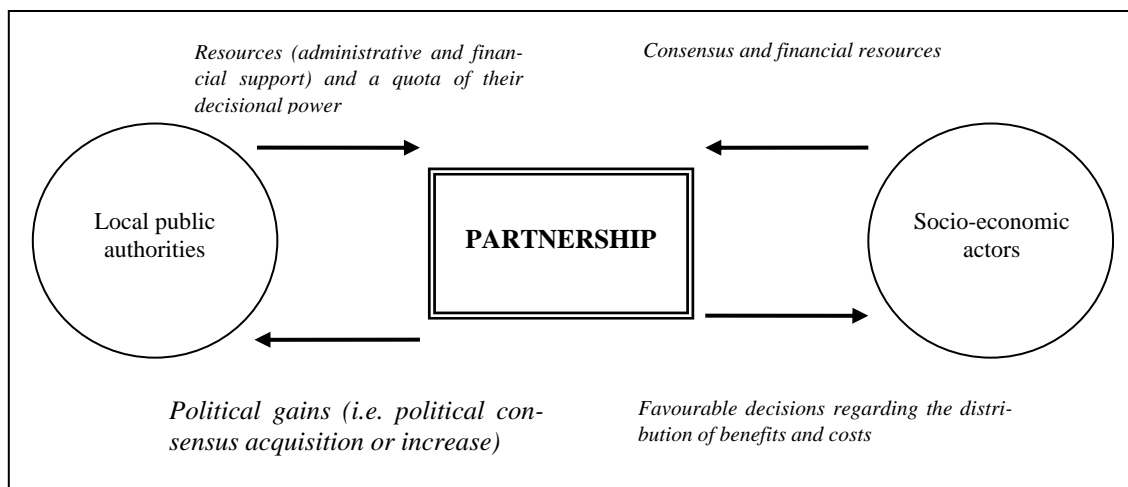 Resources (administrative and finan-
cial support) and a quota of their
decisional power
Consensus and financial resources
Local public
authorities
PARTNERSHIP
Socio-economic
actors
Political gains (i.e. political con-
sensus acquisition or increase)
Favourable decisions regarding the distri-
bution of benefits and costs